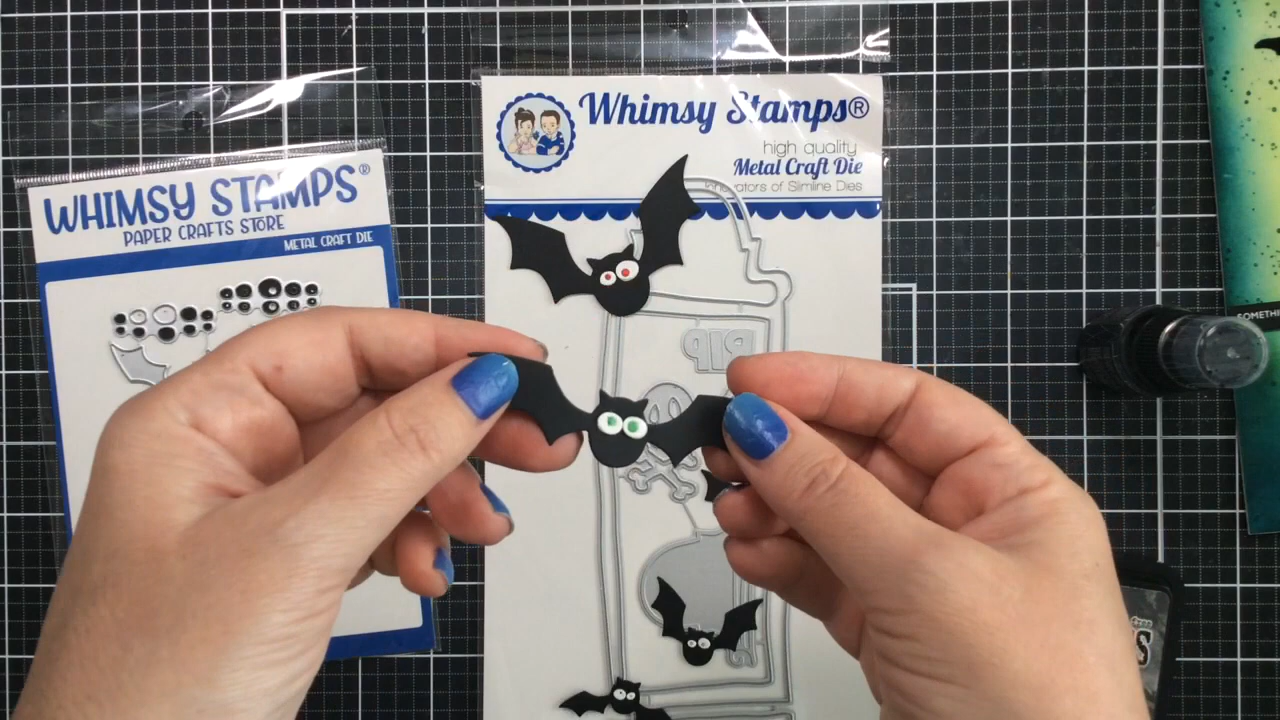 WHIMSY STAMPS®
PAPER CRAFTS STORE
METAL CRAFT DIE
Whimsy Stamps®
high quality
Metal Craft Die
of Slimline Dies
RIP
SOMETHI